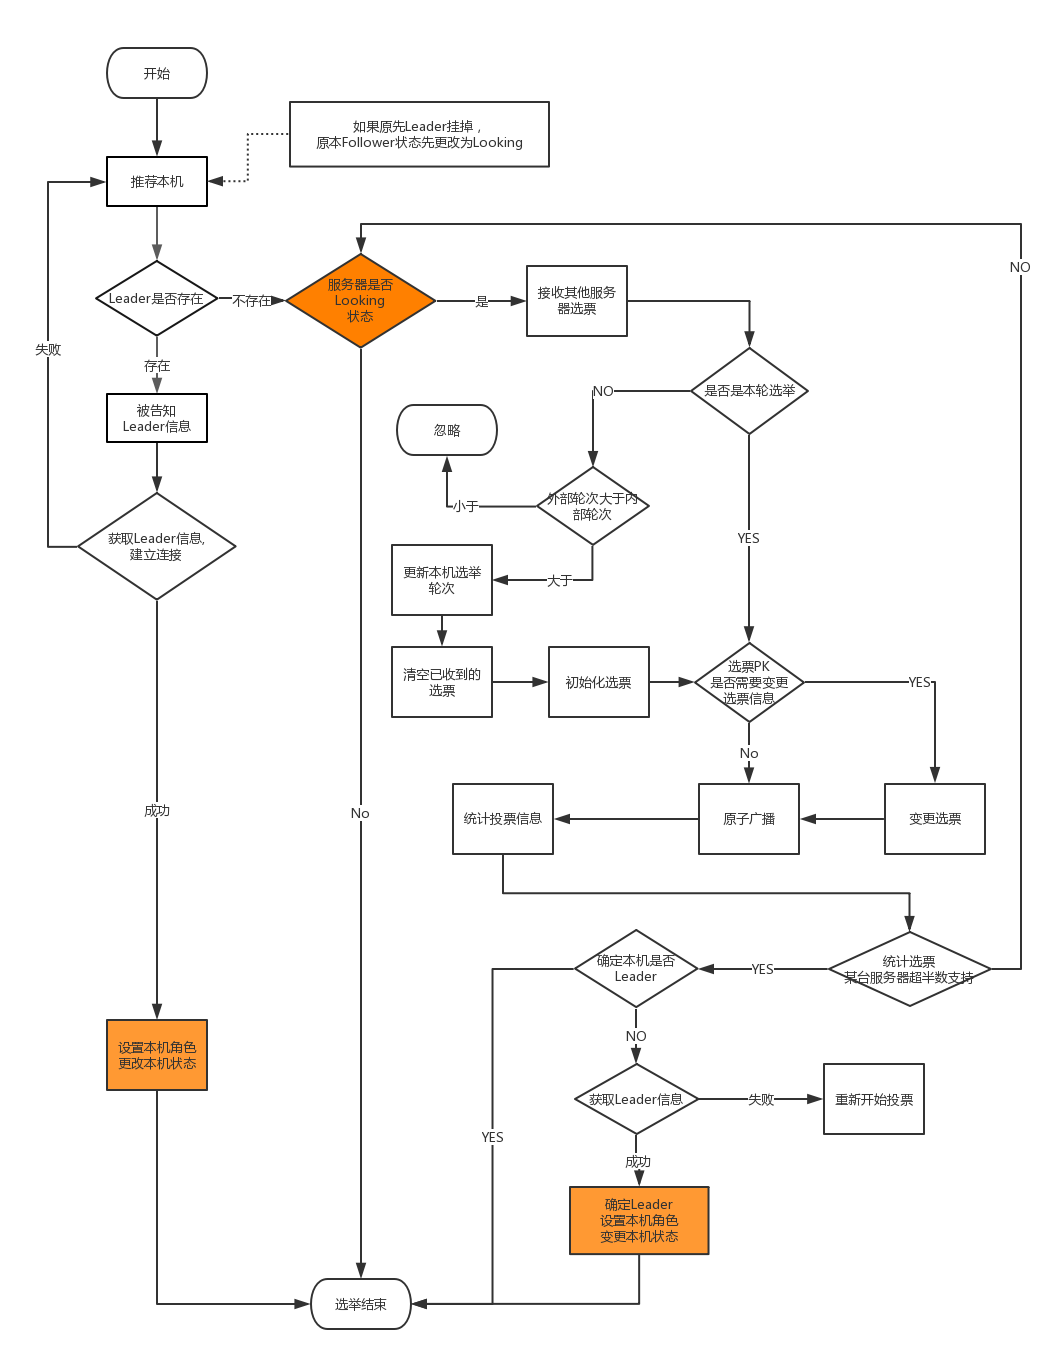 开始
如果原先Leader挂掉，
原本Follower状态先更改为Looking
推荐本机
NO
Leader是否存在
不存在
服务器是否
Looking
状态
是
接收其他服务
器选票
失败
存在
是否是本轮选举
NO
被告知
Leader信息
忽略
外部轮次大于内
部轮次
小于
获取Leader信息,
建立连接
YES
更新本机选举
轮次
大于
清空已收到的
选票
初始化选票
选票PK
是否需要变更
选票信息
YES
No
成功
No
统计投票信息
原子广播
变更选票
确定本机是否
Leader
YES
统计选票
某台服务器超半数支持
NO
设置本机角色
更改本机状态
获取Leader信息
失败
重新开始投票
YES
成功
确定Leader
设置本机角色
变更本机状态
选举结束